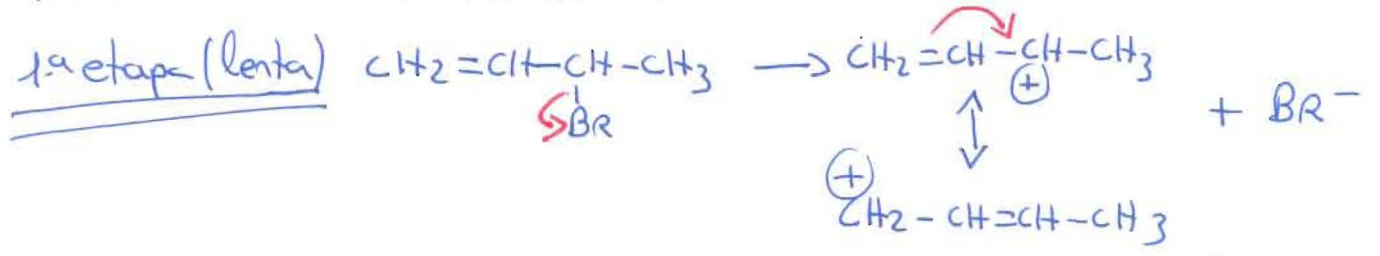 1.ª etapa (lenta) CH2=CH-CH-CH3 → CH2=CH-CH-CH3
BR ⊕ + BR⁻
↕
⊕
CH2-CH=CH-CH3